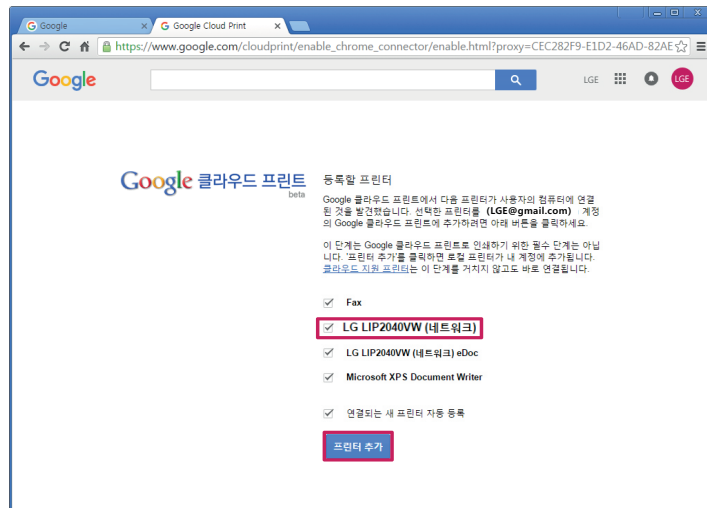 Google
Google Cloud Print
https://www.google.com/cloudprint/enable_chrome_connector/enable.html?proxy=CEC282F9-E1D2-46AD-82AE
Google
LGE
LGE
Google 클라우드 프린트
beta
등록할 프린터
Google 클라우드 프린트에서 다음 프린터가 사용자의 컴퓨터에 연결
된 것을 발견했습니다. 선택한 프린터를 (LGE@gmail.com) 계정
의 Google 클라우드 프린트에 추가하려면 아래 버튼을 클릭하세요.
이 단계는 Google 클라우드 프린트로 인쇄하기 위한 필수 단계는 아닙
니다. '프린터 추가'를 클릭하면 로컬 프린터가 내 계정에 추가됩니다.
클라우드 지원 프린터는 이 단계를 거치지 않고도 바로 연결됩니다.
Fax
LG LIP2040VW (네트워크)
LG LIP2040VW (네트워크) eDoc
Microsoft XPS Document Writer
연결되는 새 프린터 자동 등록
프린터 추가